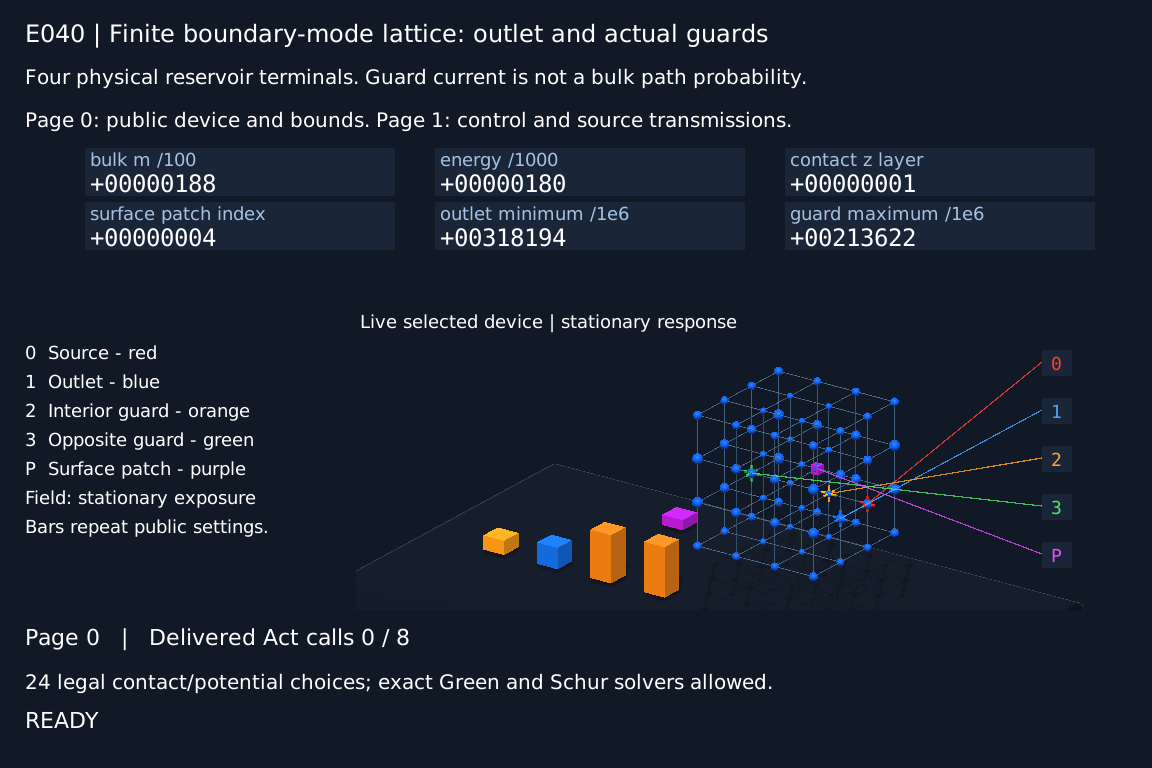 E040 | Finite boundary-mode lattice: outlet and actual guards
Four physical reservoir terminals. Guard current is not a bulk path probability.
Page 0: public device and bounds. Page 1: control and source transmissions.
bulk m /100
+00000188
energy /1000
+00000180
contact z layer
+00000001
surface patch index
+00000004
outlet minimum /1e6
+00318194
guard maximum /1e6
+00213622
Live selected device | stationary response
0 Source - red
1 Outlet - blue
2 Interior guard - orange
3 Opposite guard - green
P Surface patch - purple
Field: stationary exposure
Bars repeat public settings.
0
1
2
3
P
Page 0 | Delivered Act calls 0 / 8
24 legal contact/potential choices; exact Green and Schur solvers allowed.
READY